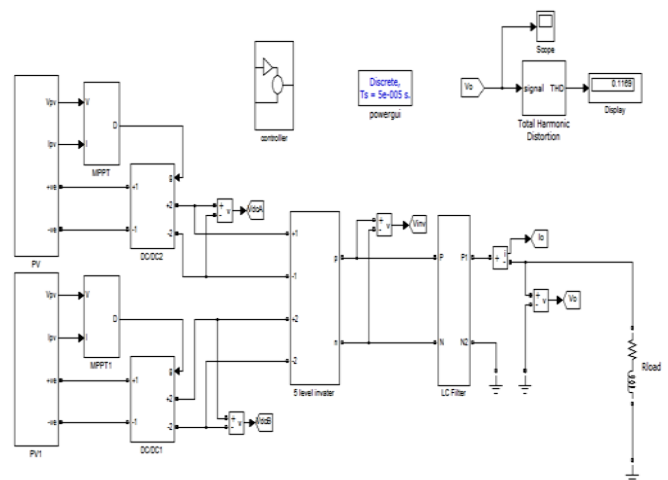 Vpv
Ipv
+ve
-ve
PV
V
I
D
MPPT
g
+1
-1
+2
-2
DC/DC2
controller
Discrete,
Ts = 5e-005 s.
powergui
Vo
Scope
signal THD
Total Harmonic
Distortion
0.1169
Display
+
-
v
VdcA
+1
-1
+2
-2
p
n
5 level invater
+
-
v
Vinv
P
N
P1
N2
LC Filter
+
i
-
Io
+
-
v
Vo
Rload
Vpv
Ipv
+ve
-ve
PV1
V
I
D
MPPT1
g
+1
-1
+2
-2
DC/DC1
+
-
v
VdcB